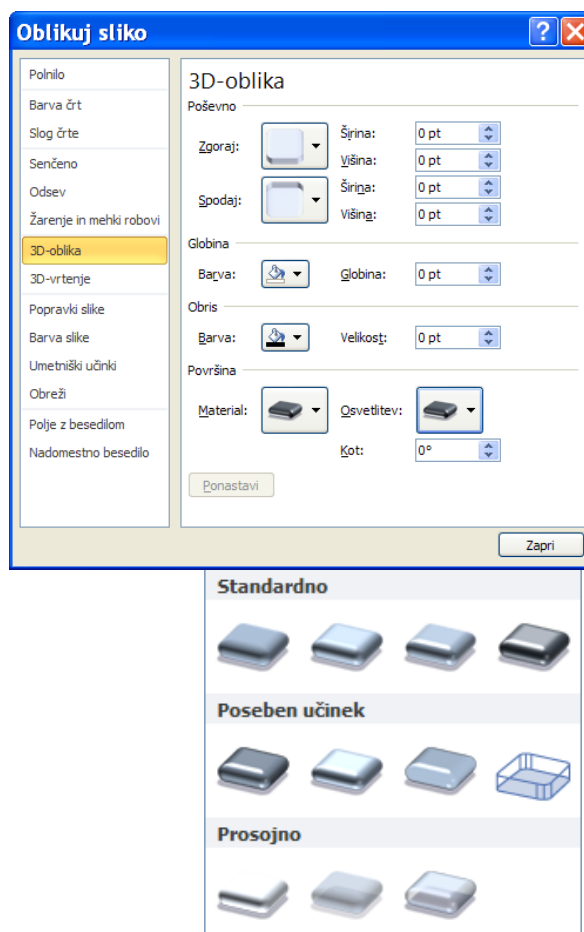 Oblikuj sliko
Polnilo
Barva črt
Slog črte
Senčeno
Odsev
Žarenje in mehki robovi
3D-oblika
3D-vrtenje
Popravki slike
Barva slike
Umetniški učinki
Obreži
Polje z besedilom
Nadomestno besedilo
3D-oblika
Poševno
Zgoraj:
Širina: 0 pt
Višina: 0 pt
Spodaj:
Širina: 0 pt
Višina: 0 pt
Globina
Barva: Globina: 0 pt
Obris
Barva: Velikost: 0 pt
Površina
Material: Osvetlitev:
Kot: 0°
Ponastavi
Zapri
Standardno
Poseben učinek
Prosojno